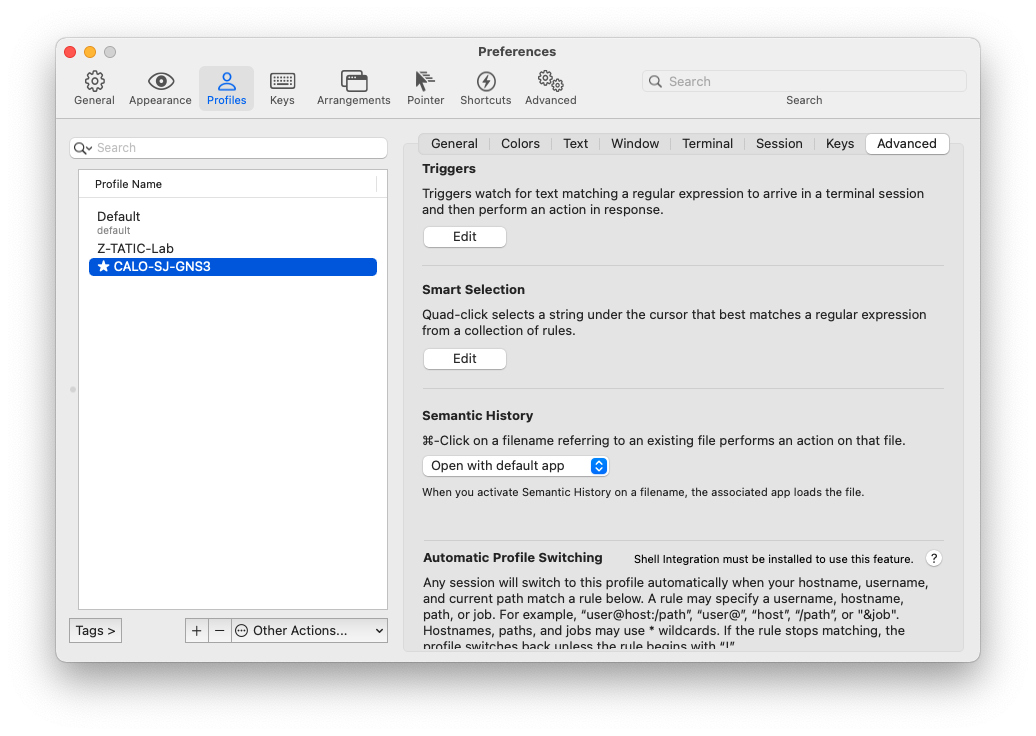 Preferences
General
Appearance
Profiles
Keys
Arrangements
Pointer
Shortcuts
Advanced
Search
Search
Search
Profile Name
Default
default
Z-TATIC-Lab
★ CALO-SJ-GNS3
Tags >
+
−
Other Actions...
General
Colors
Text
Window
Terminal
Session
Keys
Advanced
Triggers
Triggers watch for text matching a regular expression to arrive in a terminal session
and then perform an action in response.
Edit
Smart Selection
Quad-click selects a string under the cursor that best matches a regular expression
from a collection of rules.
Edit
Semantic History
⌘-Click on a filename referring to an existing file performs an action on that file.
Open with default app
When you activate Semantic History on a filename, the associated app loads the file.
Automatic Profile Switching
Shell Integration must be installed to use this feature.
?
Any session will switch to this profile automatically when your hostname, username,
and current path match a rule below. A rule may specify a username, hostname,
path, or job. For example, “user@host:/path”, “user@”, “host”, “/path”, or "&job".
Hostnames, paths, and jobs may use * wildcards. If the rule stops matching, the
profile switches back unless the rule begins with “!”